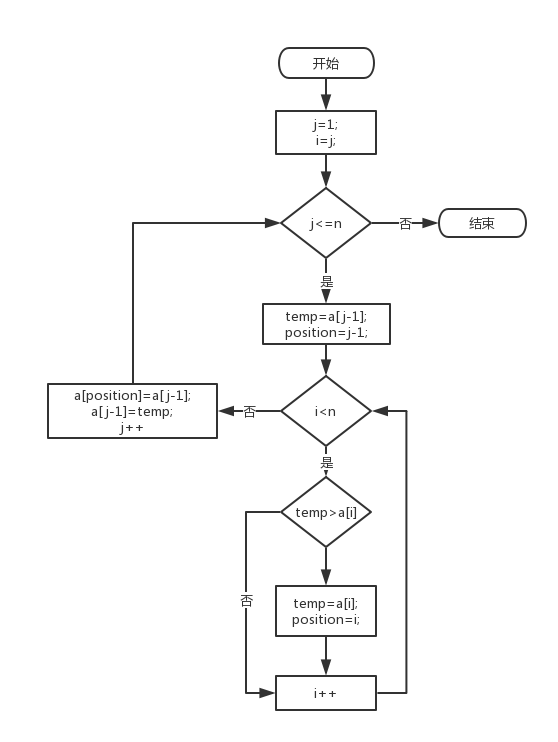 开始
j=1;
i=j;
j<=n
否
结束
是
temp=a[j-1];
position=j-1;
a[position]=a[j-1];
a[j-1]=temp;
j++
否
i<n
是
temp>a[i]
否
temp=a[i];
position=i;
i++